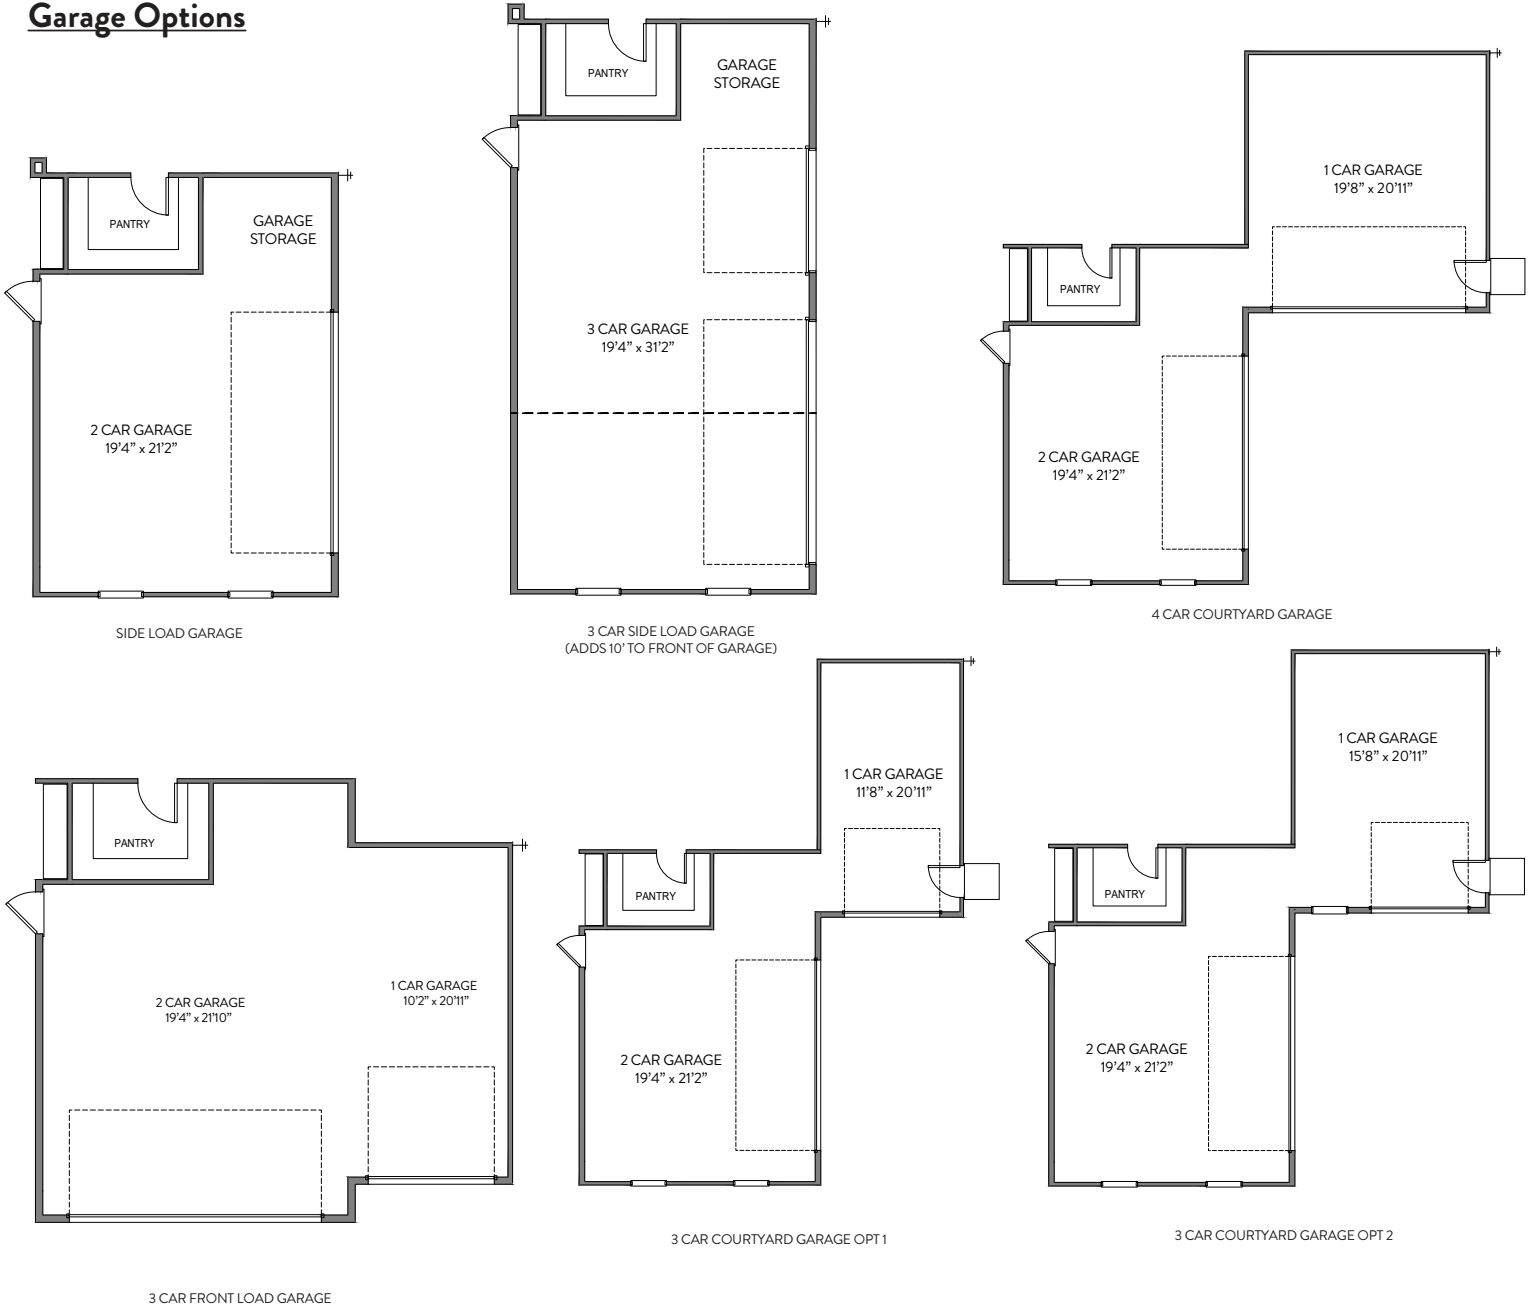 Garage Options
PANTRY
GARAGE
STORAGE
2 CAR GARAGE
19'4” x 21'2”
SIDE LOAD GARAGE
PANTRY
GARAGE
STORAGE
3 CAR GARAGE
19'4” x 31'2”
3 CAR SIDE LOAD GARAGE
(ADDS 10' TO FRONT OF GARAGE)
1 CAR GARAGE
19'8” x 20'11”
PANTRY
2 CAR GARAGE
19'4” x 21'2”
4 CAR COURTYARD GARAGE
PANTRY
2 CAR GARAGE
19'4” x 21'10”
1 CAR GARAGE
10'2” x 20'11”
3 CAR FRONT LOAD GARAGE
1 CAR GARAGE
11'8” x 20'11”
PANTRY
2 CAR GARAGE
19'4” x 21'2”
3 CAR COURTYARD GARAGE OPT 1
1 CAR GARAGE
15'8” x 20'11”
PANTRY
2 CAR GARAGE
19'4” x 21'2”
3 CAR COURTYARD GARAGE OPT 2